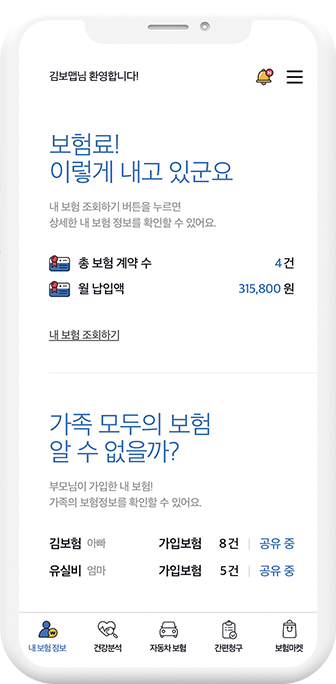 김보맵님 환영합니다!
N
보험료!
이렇게 내고 있군요
내 보험 조회하기 버튼을 누르면
상세한 내 보험 정보를 확인할 수 있어요.
총 보험 계약 수 4 건
월 납입액 315,800 원
내 보험 조회하기
가족 모두의 보험
알 수 없을까?
부모님이 가입한 내 보험!
가족의 보험정보를 확인할 수 있어요.
김보험 아빠 가입보험 8 건 | 공유 중
유실비 엄마 가입보험 5 건 | 공유 중
₩
내 보험 정보 건강분석 자동차 보험 간편청구 보험마켓